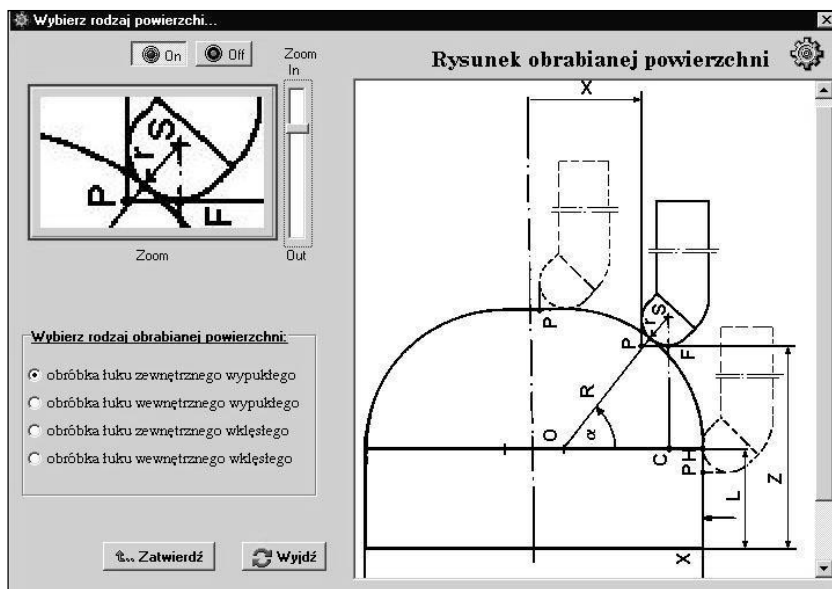 Wybierz rodzaj powierzchi...
On
Off
Zoom
In
Rysunek obrabianej powierzchni
P
r
S
F
Zoom
Out
Wybierz rodzaj obrabianej powierzchni:
obróbka łuku zewnętrznego wypukłego
obróbka łuku wewnętrznego wypukłego
obróbka łuku zewnętrznego wklęsłego
obróbka łuku wewnętrznego wklęsłego
Zatwierdź
Wyjdź
X
P
r
S
P
F
R
O
α
C
PH
L
Z
X